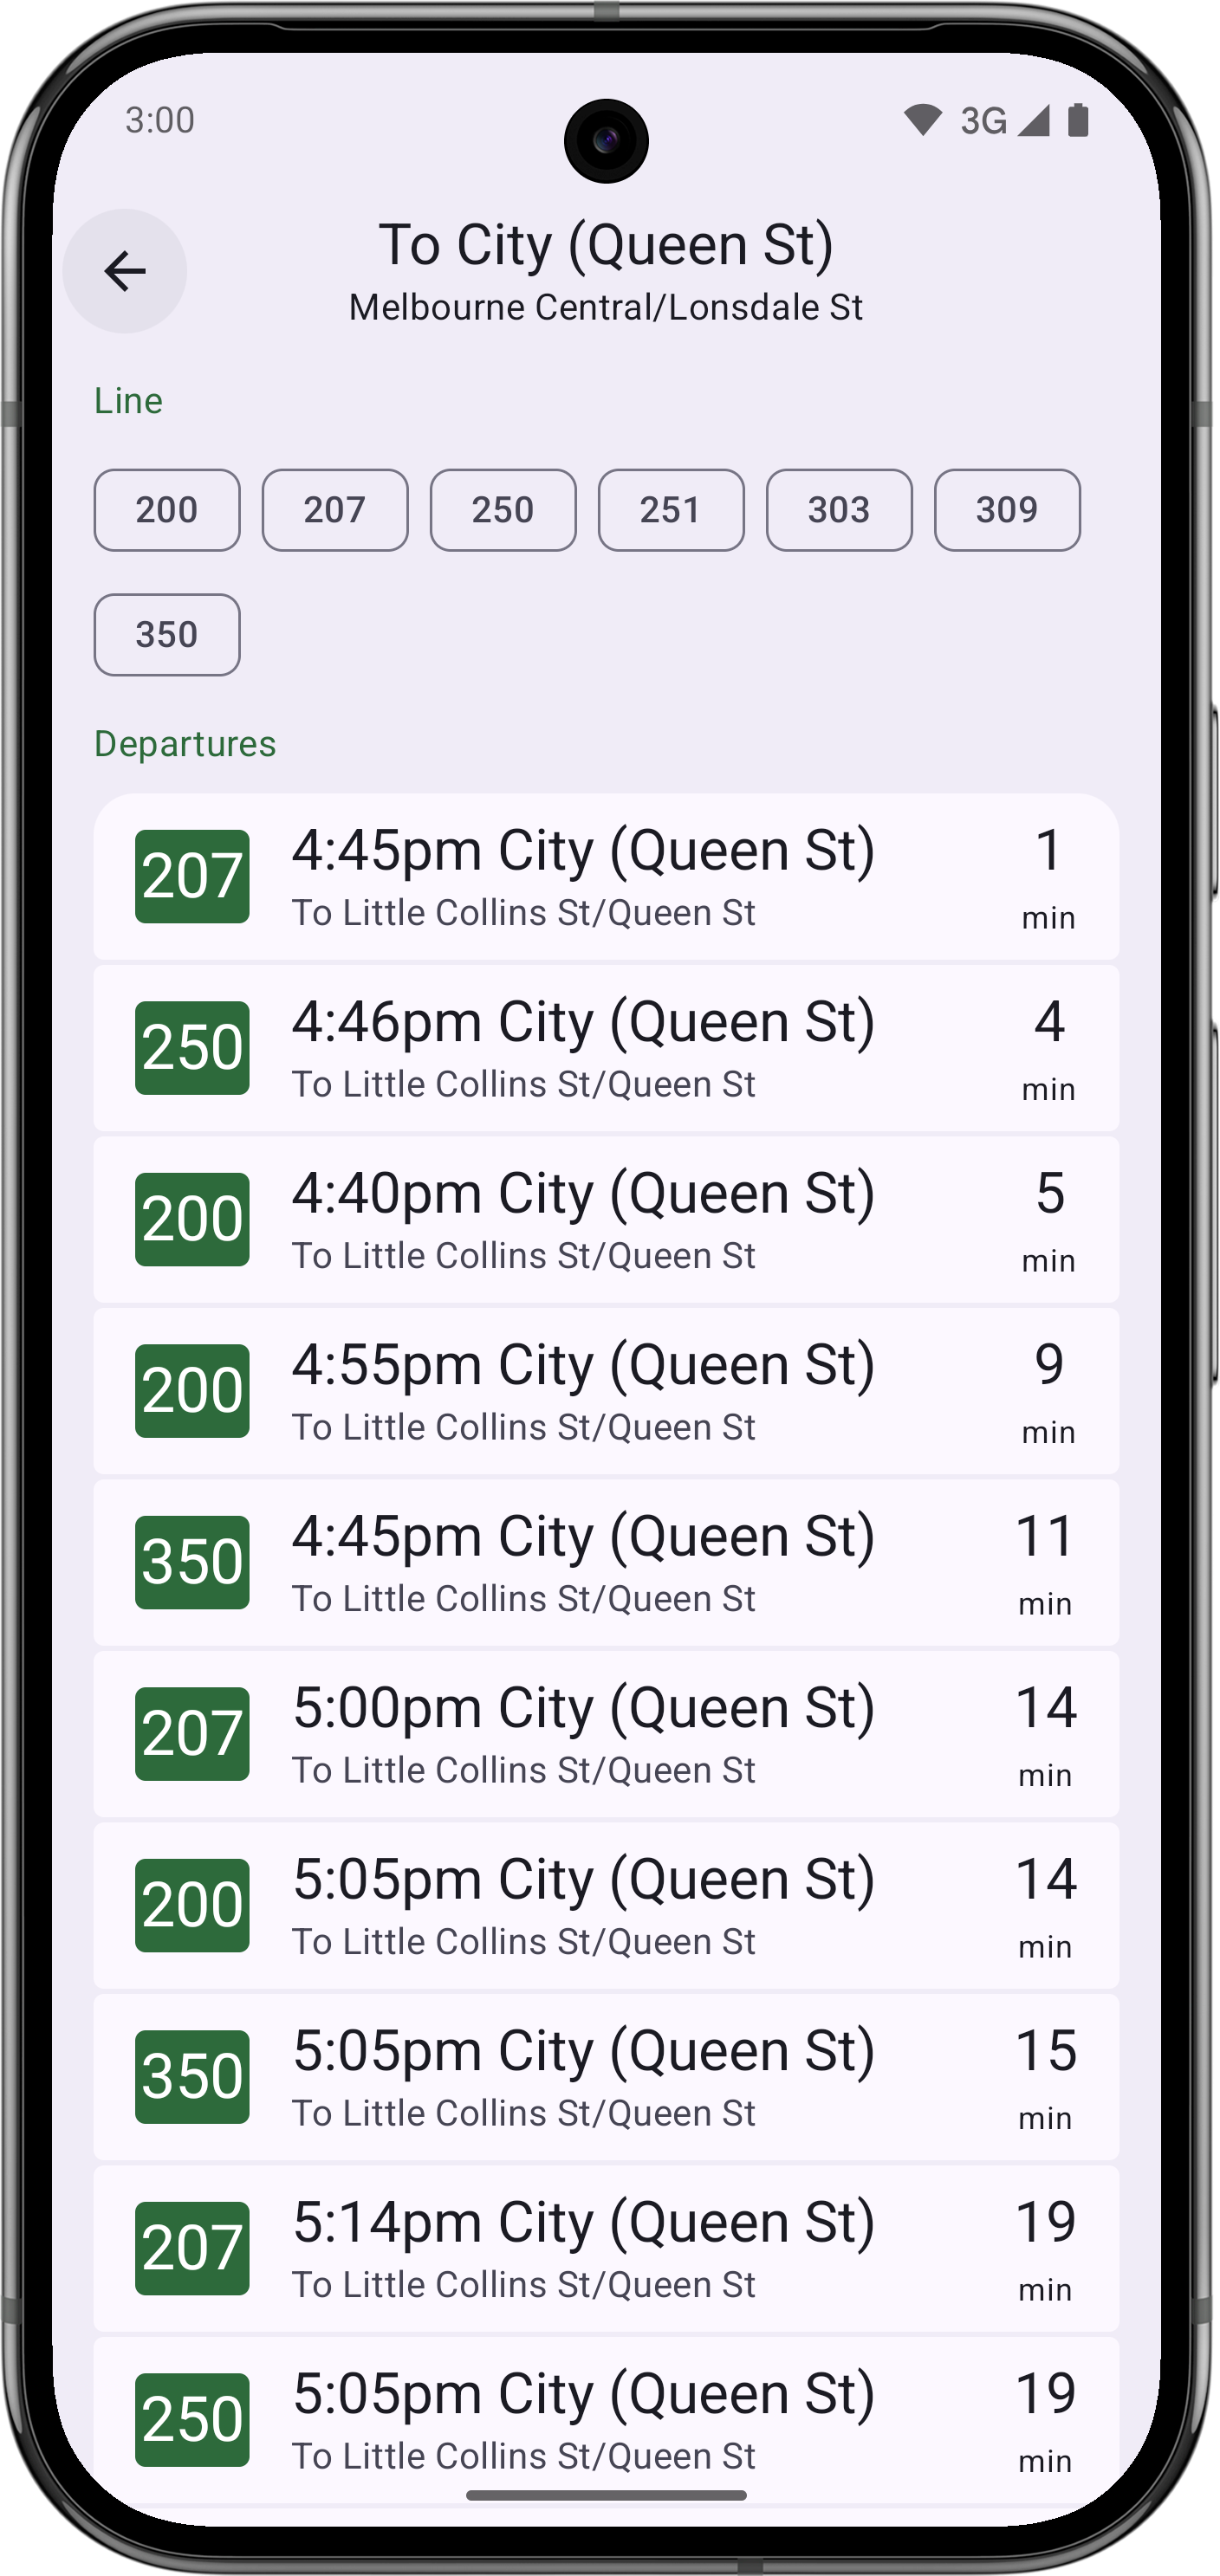 3:00
3G
To City (Queen St)
Melbourne Central/Lonsdale St
Line
200 207 250 251 303 309
350
Departures
207 4:45pm City (Queen St) 1
To Little Collins St/Queen St min
250 4:46pm City (Queen St) 4
To Little Collins St/Queen St min
200 4:40pm City (Queen St) 5
To Little Collins St/Queen St min
200 4:55pm City (Queen St) 9
To Little Collins St/Queen St min
350 4:45pm City (Queen St) 11
To Little Collins St/Queen St min
207 5:00pm City (Queen St) 14
To Little Collins St/Queen St min
200 5:05pm City (Queen St) 14
To Little Collins St/Queen St min
350 5:05pm City (Queen St) 15
To Little Collins St/Queen St min
207 5:14pm City (Queen St) 19
To Little Collins St/Queen St min
250 5:05pm City (Queen St) 19
To Little Collins St/Queen St min